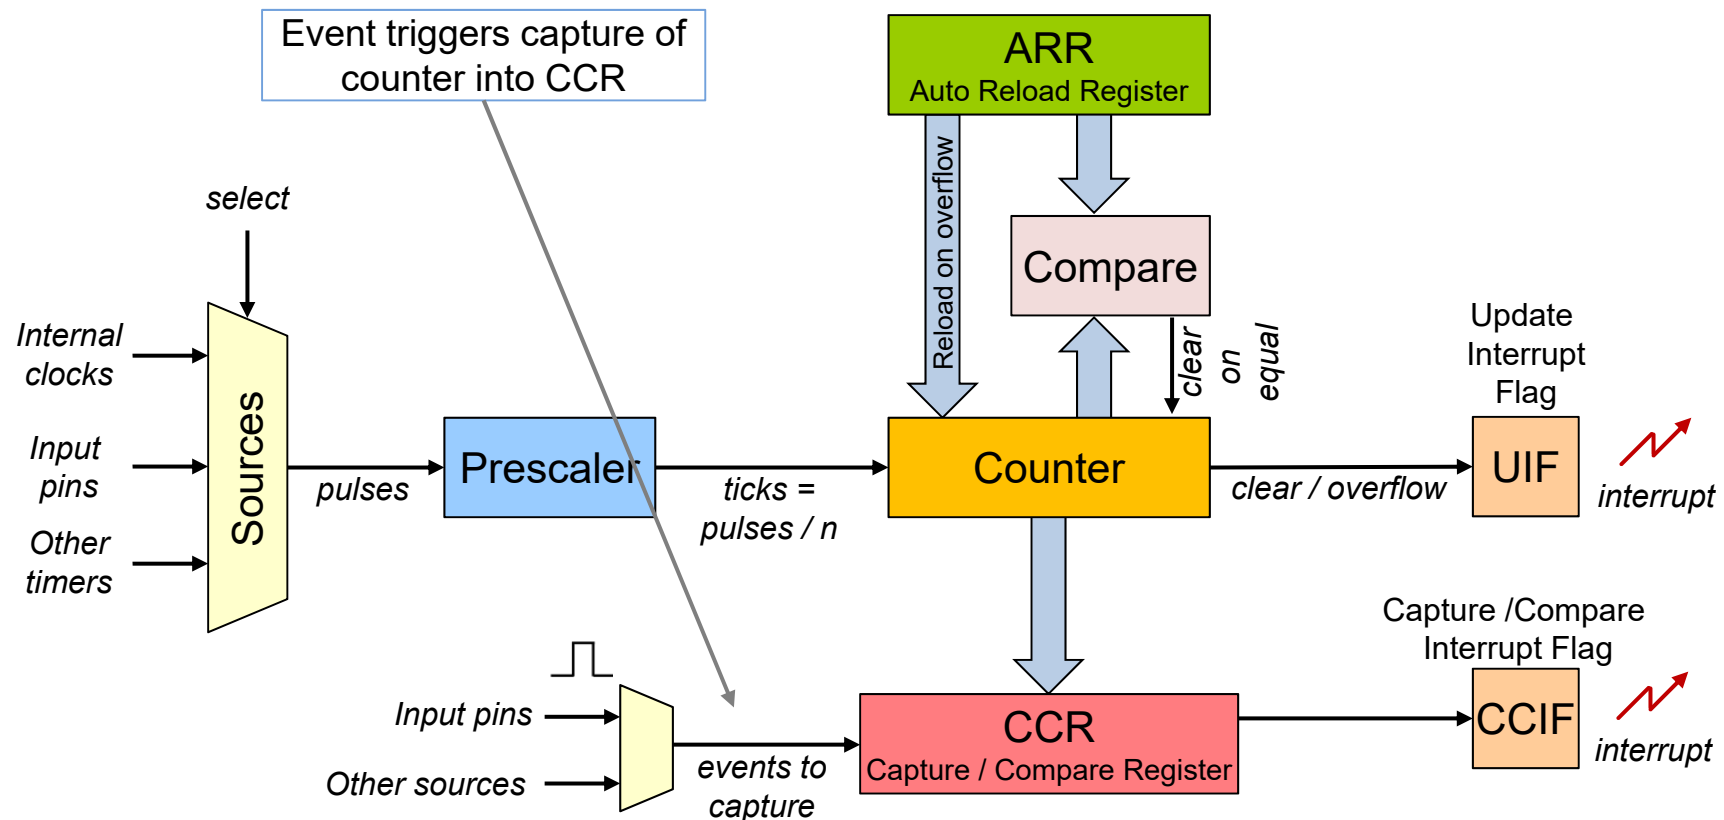 Event triggers capture of
counter into CCR
ARR
Auto Reload Register
Reload on overflow
select
Compare
clear
on
equal
Internal
clocks
Input
pins
Other
timers
Sources
pulses
Prescaler
ticks =
pulses / n
Counter
clear / overflow
Update
Interrupt
Flag
UIF
interrupt
Input pins
Other sources
events to
capture
CCR
Capture / Compare Register
Capture /Compare
Interrupt Flag
CCIF
interrupt